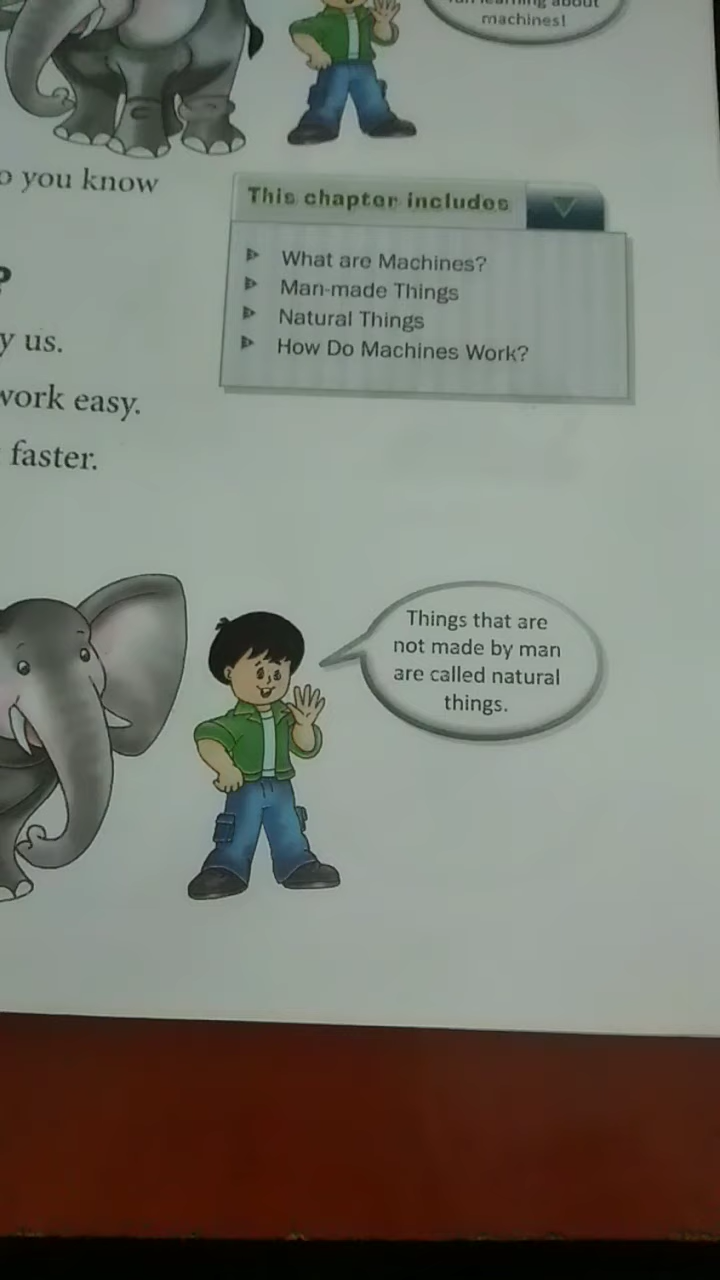 about
machines!
you know
This chapter includes
What are Machines?
Man-made Things
Natural Things
How Do Machines Work?
?
us.
work easy.
faster.
Things that are
not made by man
are called natural
things.